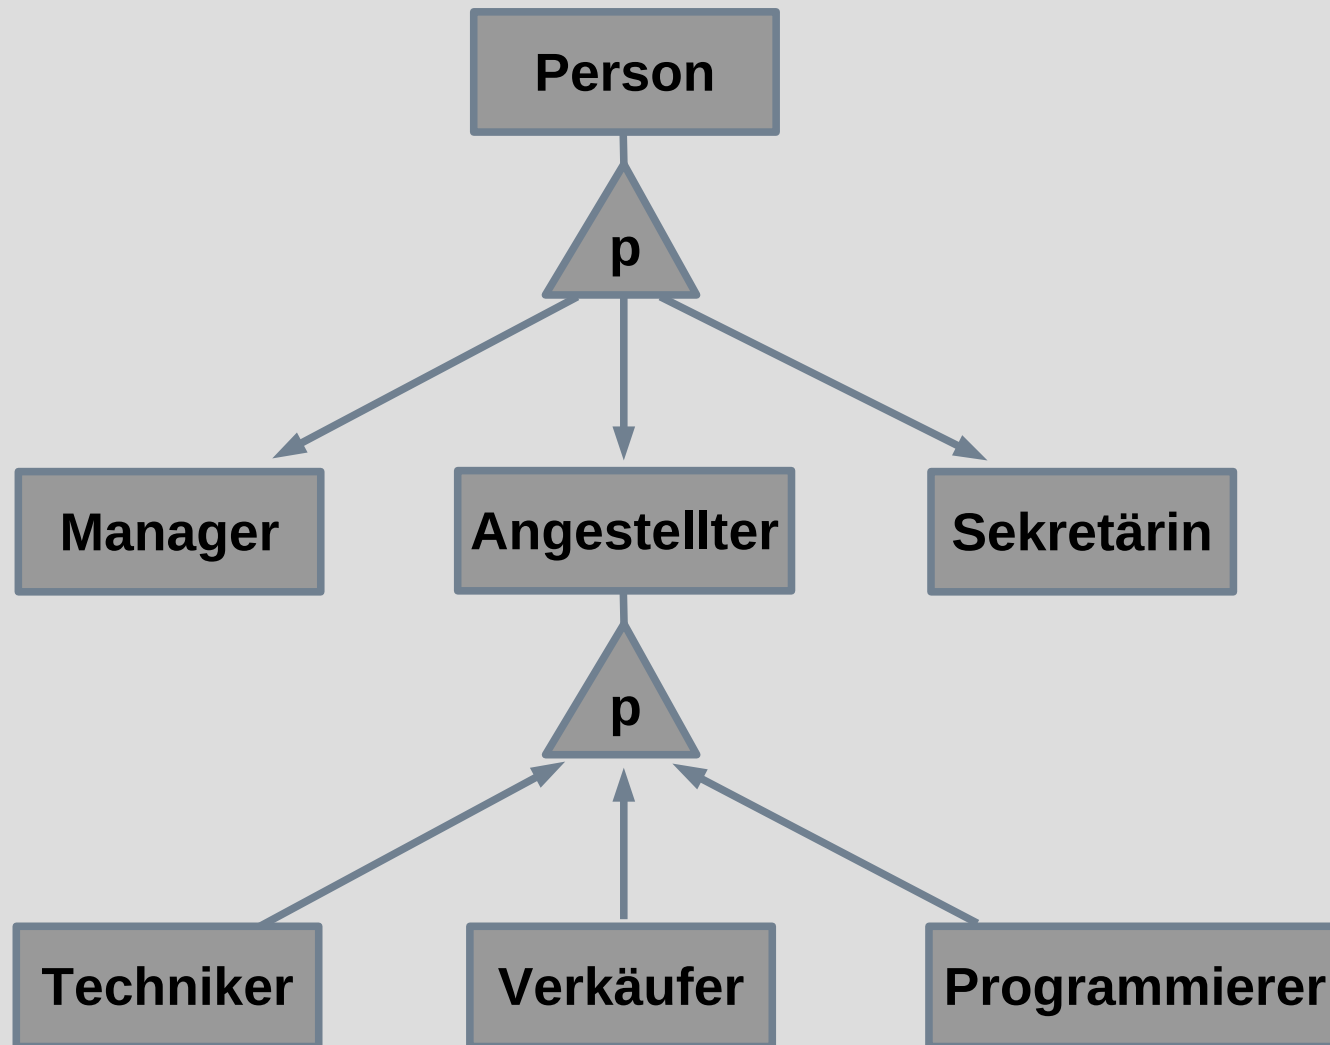 Person
p
Manager
Angestellter
Sekretärin
p
Techniker
Verkäufer
Programmierer